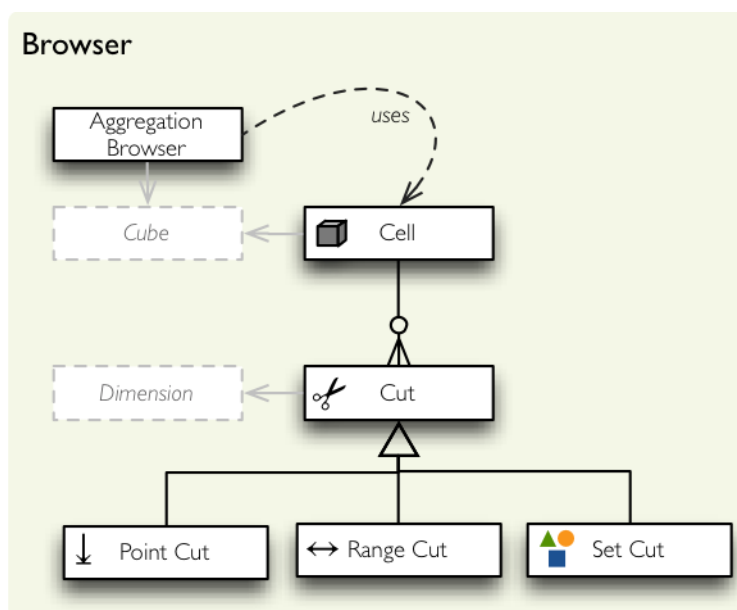 Browser
Aggregation
Browser
uses
Cube
Cell
Dimension
Cut
Point Cut
Range Cut
Set Cut